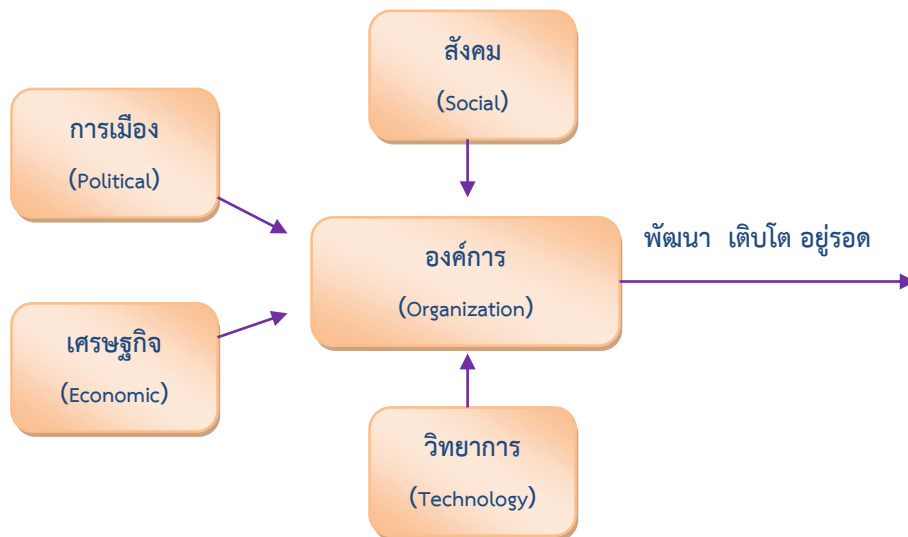 สังคม
(Social)
การเมือง
(Political)
องค์การ
(Organization)
พัฒนา เติบโต อยู่รอด
เศรษฐกิจ
(Economic)
วิทยาการ
(Technology)